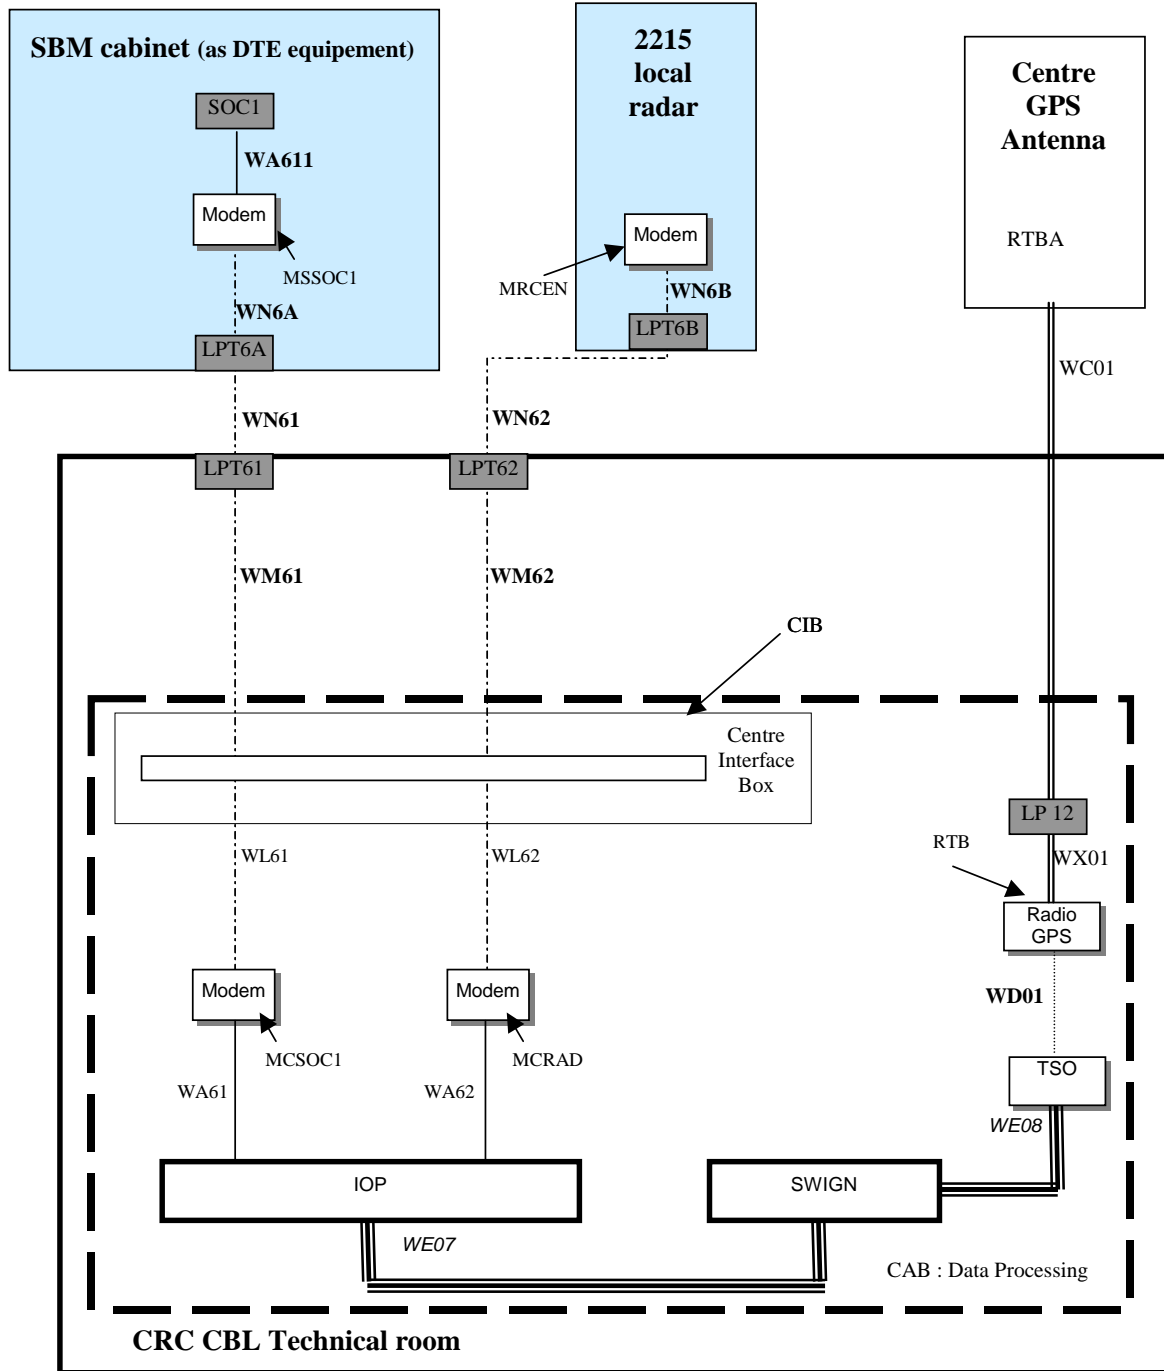 SBM cabinet (as DTE equipement)
SOC1
WA611
Modem
MSSOC1
WN6A
LPT6A
2215
local
radar
Modem
MRCEN
WN6B
LPT6B
Centre
GPS
Antenna
RTBA
WC01
WN61
WN62
LPT61
LPT62
WM61
WM62
CIB
Centre
Interface
Box
LP 12
WL61
WL62
RTB
WX01
Radio
GPS
Modem
Modem
WD01
MCSOC1
MCRAD
TSO
WA61
WA62
WE08
IOP
SWIGN
WE07
CAB : Data Processing
CRC CBL Technical room